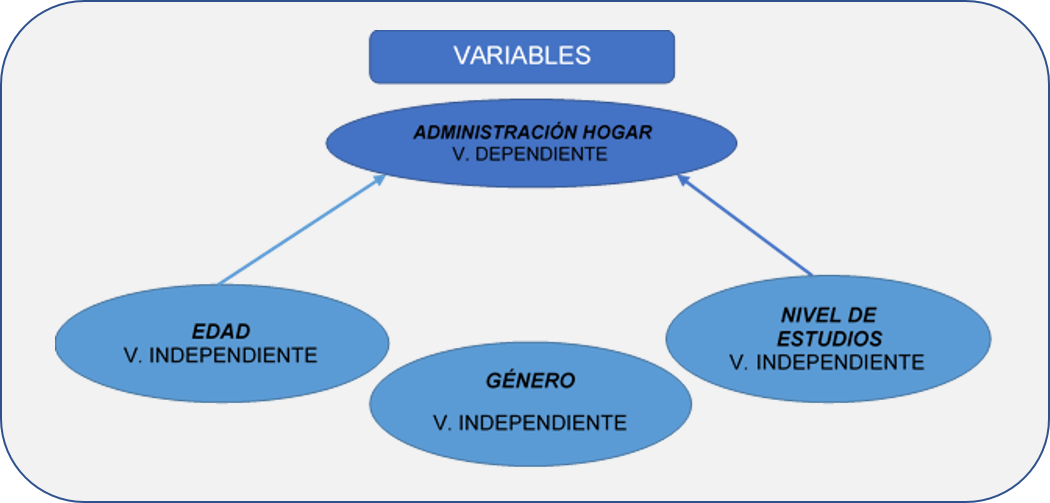 VARIABLES
ADMINISTRACIÓN HOGAR
V. DEPENDIENTE
EDAD
V. INDEPENDIENTE
GÉNERO
V. INDEPENDIENTE
NIVEL DE
ESTUDIOS
V. INDEPENDIENTE